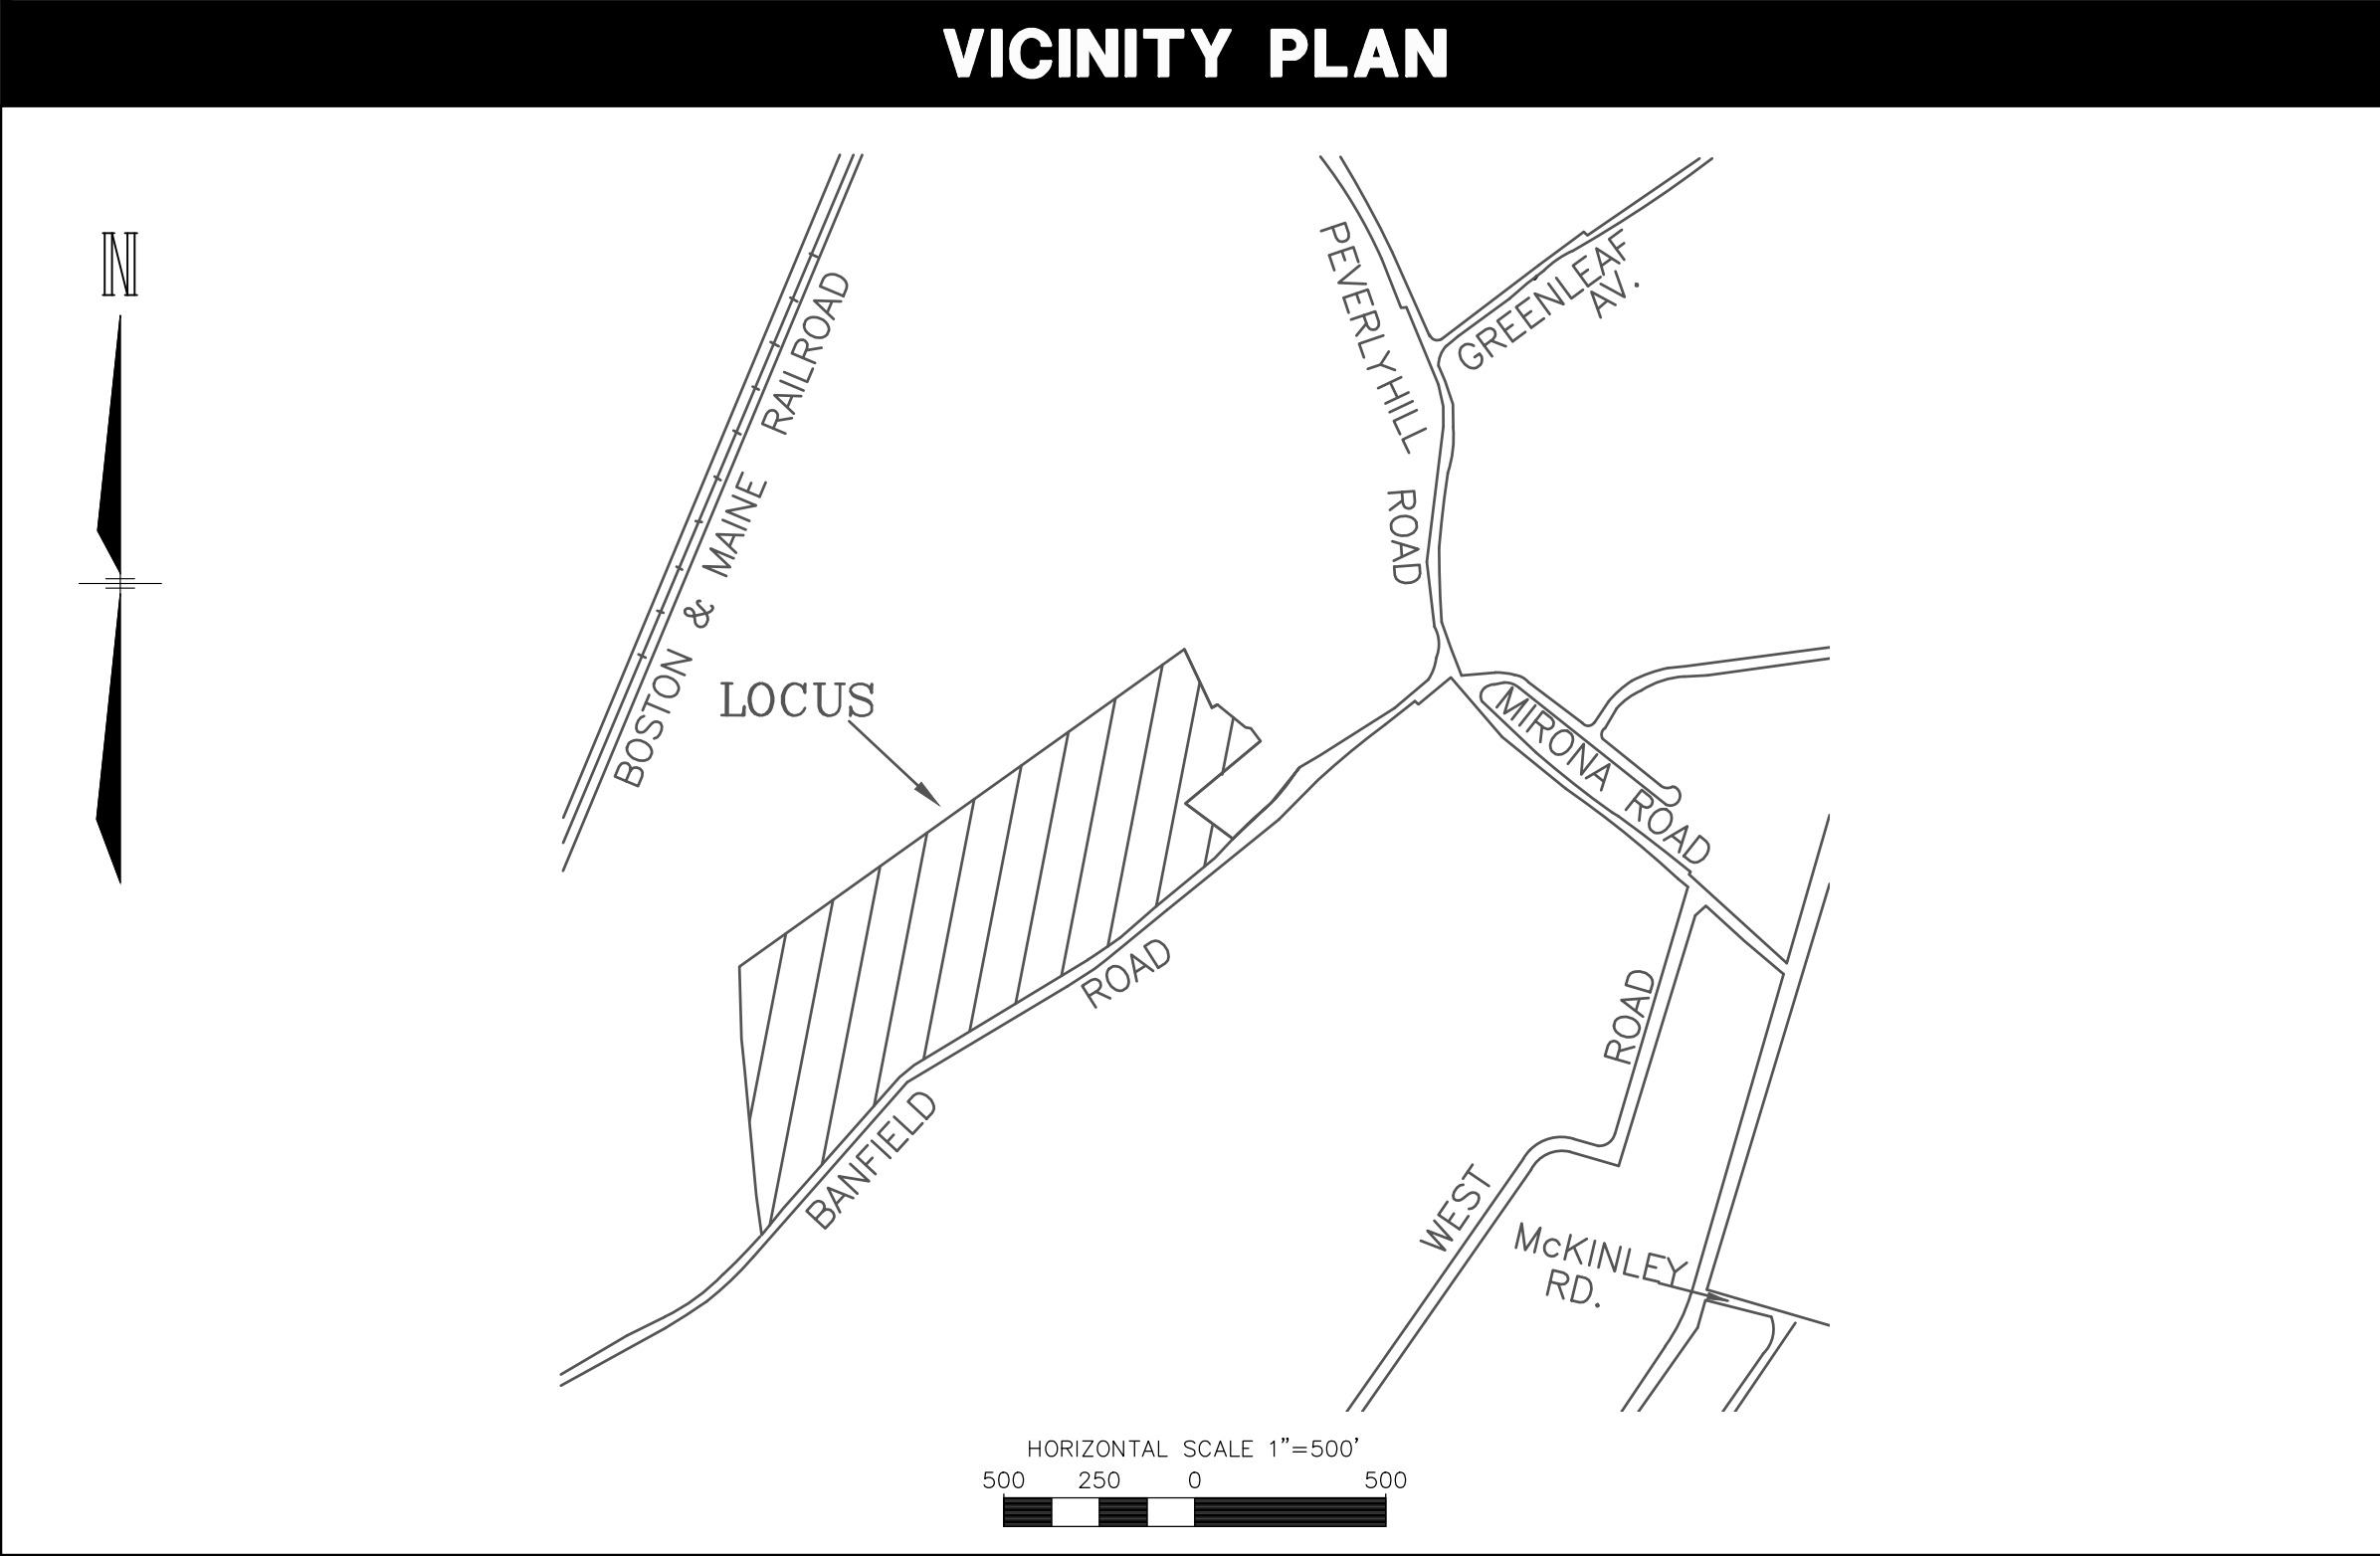 VICINITY PLAN
N
BOSTON & MAINE RAILROAD
PEVERLYHILL ROAD
GREENLEAF
AV.
LOCUS
MIRONA ROAD
BANFIELD ROAD
WEST ROAD
McKINLEY
RD.
HORIZONTAL SCALE 1"=500'
500 250 0 500